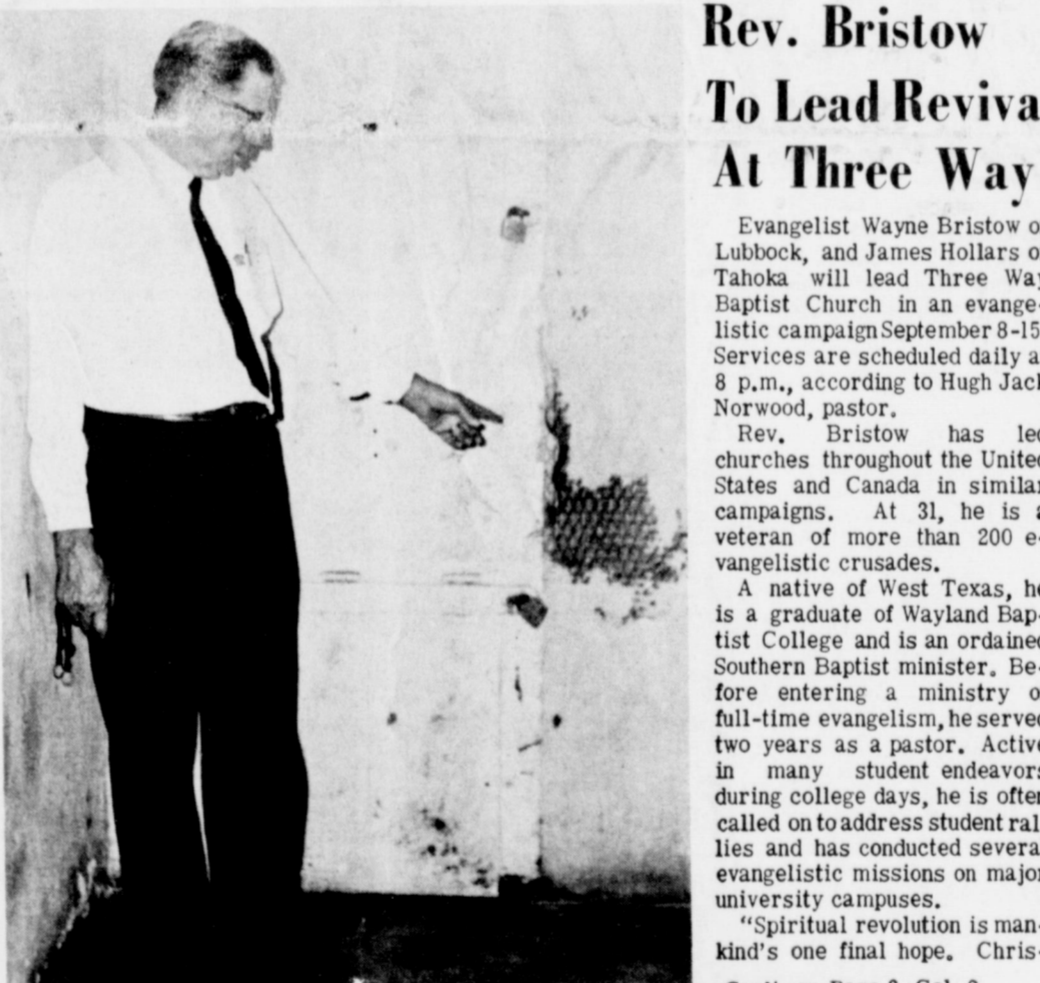 Rev. Bristow
To Lead Reviva
At Three Way
Evangelist Wayne Bristow o
Lubbock, and James Hollars o
Tahoka will lead Three Way
Baptist Church in an evange-
listic campaign September 8-15
Services are scheduled daily a
8 p.m., according to Hugh Jack
Norwood, pastor.
Rev. Bristow has led
churches throughout the United
States and Canada in similar
campaigns. At 31, he is a
veteran of more than 200 e-
vangelistic crusades.
A native of West Texas, he
is a graduate of Wayland Bap-
tist College and is an ordained
Southern Baptist minister. Be-
fore entering a ministry o
full-time evangelism, he served
two years as a pastor. Active
in many student endeavors
during college days, he is often
called on to address student ral
lies and has conducted severa
evangelistic missions on major
university campuses.
"Spiritual revolution is man-
kind's one final hope. Chris-